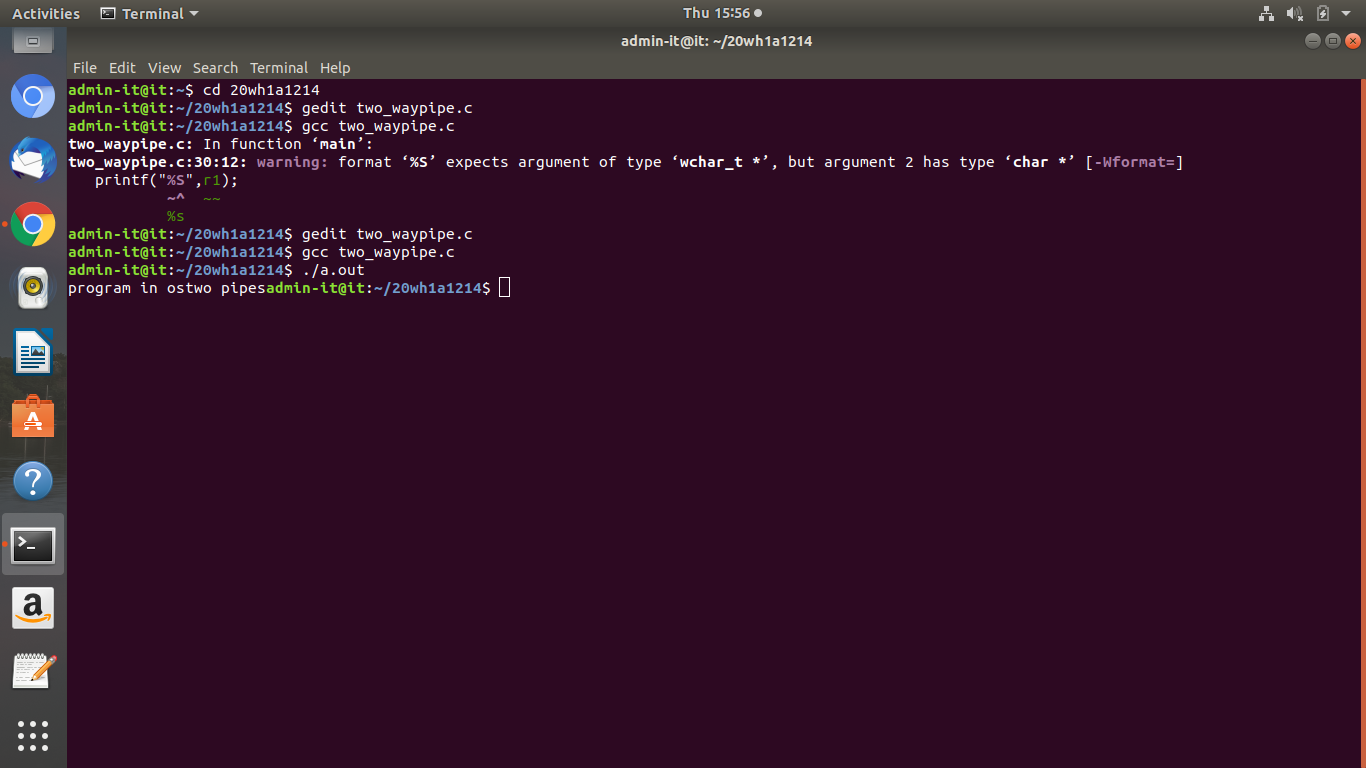 Activities Terminal Thu 15:56
admin-it@it: ~/20wh1a1214
File Edit View Search Terminal Help
admin-it@it:~$ cd 20wh1a1214
admin-it@it:~/20wh1a1214$ gedit two_waypipe.c
admin-it@it:~/20wh1a1214$ gcc two_waypipe.c
two_waypipe.c: In function ‘main’:
two_waypipe.c:30:12: warning: format ‘%S’ expects argument of type ‘wchar_t *’, but argument 2 has type ‘char *’ [-Wformat=]
   printf("%S",r1);
           ~^  ~~
           %s
admin-it@it:~/20wh1a1214$ gedit two_waypipe.c
admin-it@it:~/20wh1a1214$ gcc two_waypipe.c
admin-it@it:~/20wh1a1214$ ./a.out
program in ostwo pipesadmin-it@it:~/20wh1a1214$